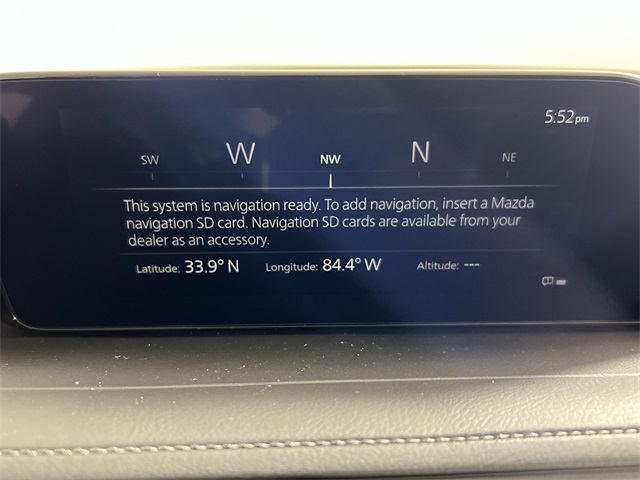 5:52pm
SW W NW N NE
This system is navigation ready. To add navigation, insert a Mazda
navigation SD card. Navigation SD cards are available from your
dealer as an accessory.
Latitude: 33.9° N Longitude: 84.4° W Altitude: ---